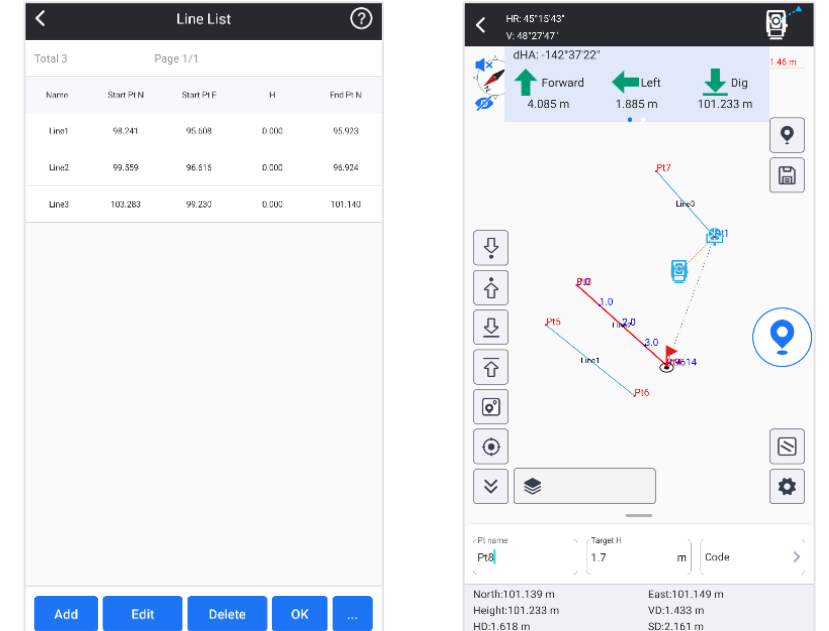 Line List
Total 3 Page 1/1
Name Start Pt N Start Pt E H End Pt N
Line1 98.241 95.608 0.000 95.923
Line2 99.559 96.616 0.000 96.924
Line3 103.283 99.230 0.000 101.140
Add Edit Delete OK ...
HR: 45°15'43"
V: 48°27'47"
dHA: -142°37'22"
1.46 m
Forward Left Dig
4.085 m 1.885 m 101.233 m
Pt7
Line3
Pt1
1.0
Pt5 2.0
3.0
Line1
Pt6
Pt name Target H
Pt8 1.7 m Code
North:101.139 m East:101.149 m
Height:101.233 m VD:1.433 m
HD:1.618 m SD:2.161 m